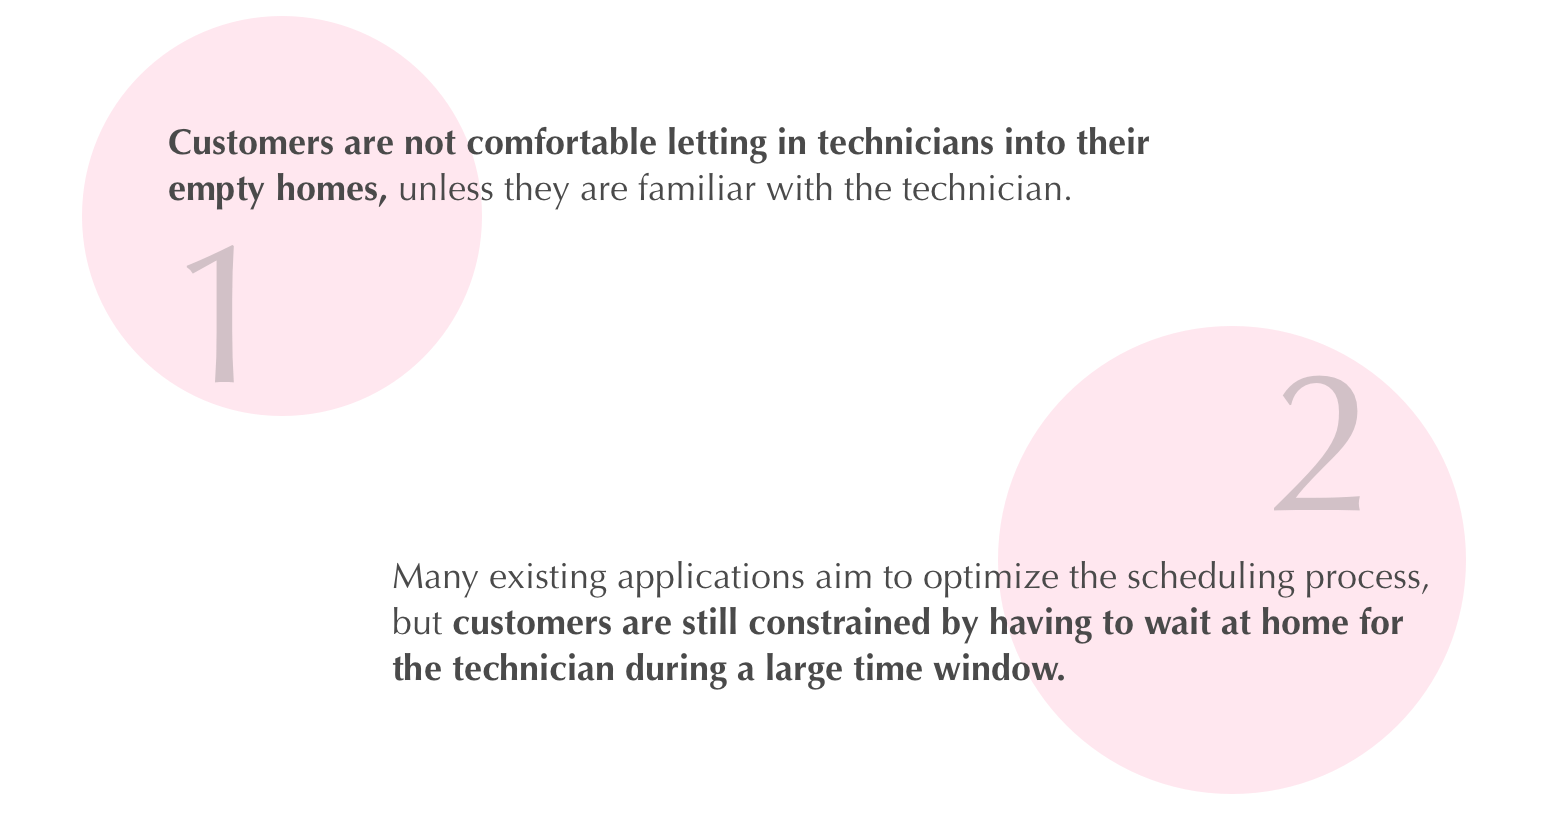 Customers are not comfortable letting in technicians into their
empty homes, unless they are familiar with the technician.
1
2
Many existing applications aim to optimize the scheduling process,
but customers are still constrained by having to wait at home for
the technician during a large time window.